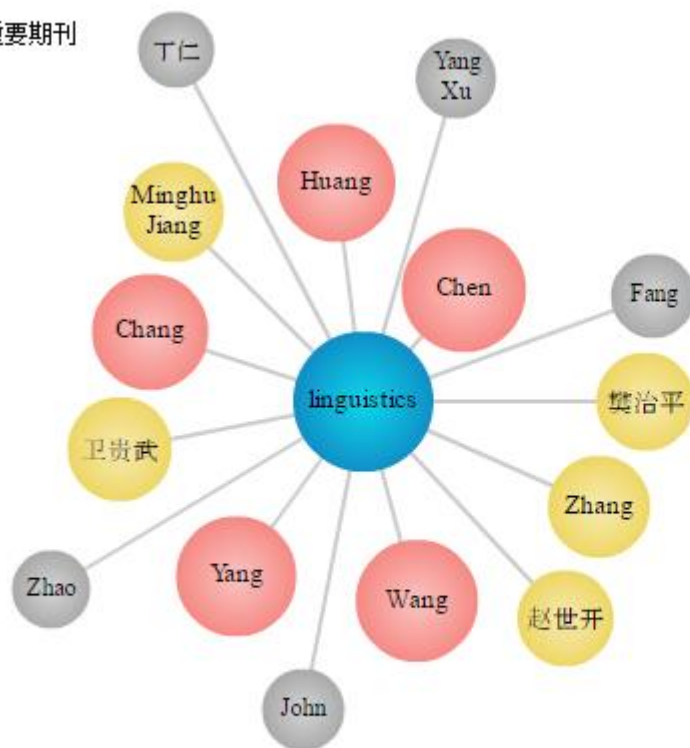 重要期刊
丁仁
Yang
Xu
Huang
Minghu
Jiang
Chen
Fang
Chang
linguistics
樊治平
卫贵武
Zhang
Yang
Zhao
Wang
赵世开
John